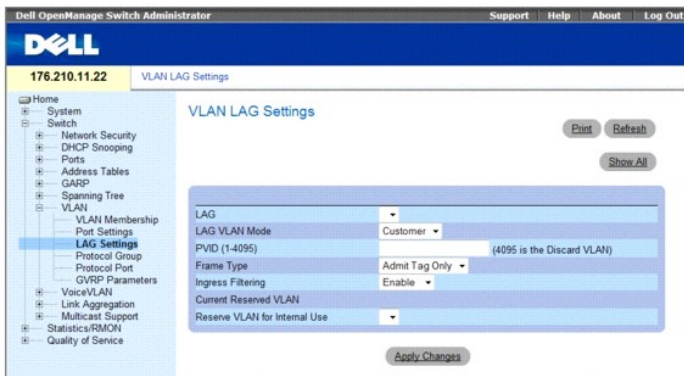 Dell OpenManage Switch Administrator
Support Help About Log Out
DELL
176.210.11.22
VLAN LAG Settings
Home
System
Switch
Network Security
DHCP Snooping
Ports
Address Tables
GARP
Spanning Tree
VLAN
VLAN Membership
Port Settings
LAG Settings
Protocol Group
Protocol Port
GVRP Parameters
VoiceVLAN
Link Aggregation
Multicast Support
Statistics/RMON
Quality of Service
VLAN LAG Settings
Print Refresh
Show All
LAG
LAG VLAN Mode Customer
PVID (1-4095) (4095 is the Discard VLAN)
Frame Type Admit Tag Only
Ingress Filtering Enable
Current Reserved VLAN
Reserve VLAN for Internal Use
Apply Changes